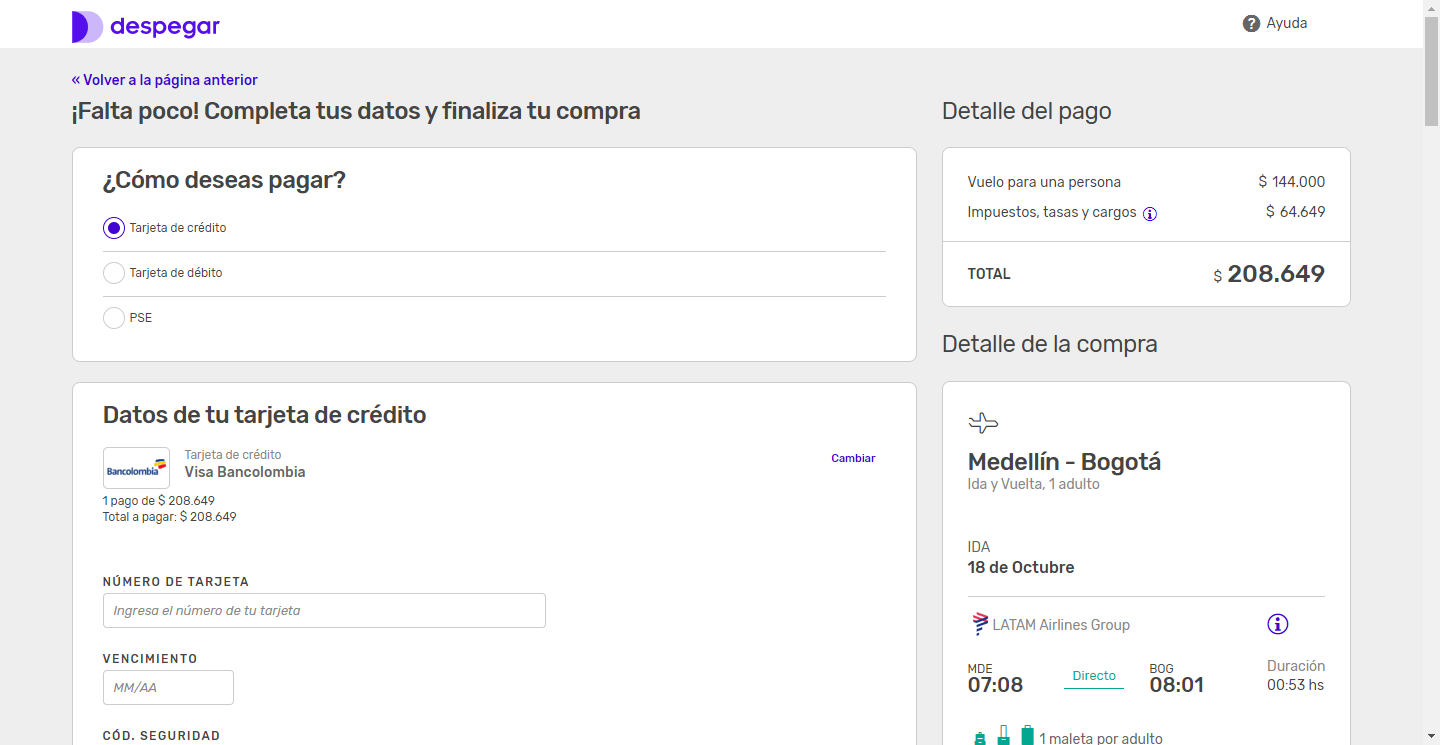 despegar
Ayuda
« Volver a la página anterior
¡Falta poco! Completa tus datos y finaliza tu compra
¿Cómo deseas pagar?
Tarjeta de crédito
Tarjeta de débito
PSE
Datos de tu tarjeta de crédito
Bancolombia
Tarjeta de crédito
Visa Bancolombia
Cambiar
1 pago de $ 208.649
Total a pagar: $ 208.649
NÚMERO DE TARJETA
Ingresa el número de tu tarjeta
VENCIMIENTO
MM/AA
CÓD. SEGURIDAD
Detalle del pago
Vuelo para una persona $ 144.000
Impuestos, tasas y cargos $ 64.649
TOTAL $ 208.649
Detalle de la compra
Medellín - Bogotá
Ida y Vuelta, 1 adulto
IDA
18 de Octubre
LATAM Airlines Group
MDE
07:08
Directo
BOG
08:01
Duración
00:53 hs
1 maleta por adulto